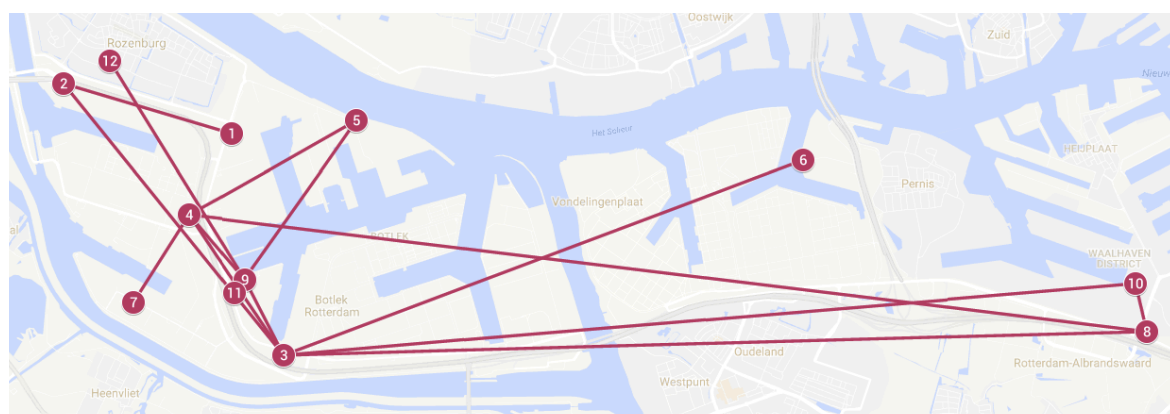 Oostwijk
Rozenburg
Zuid
12
2
Nieuw
5
1
Het Scheur
HEIJPLAAT
6
Pernis
Vondelingenplaat
4
al
BOTLEK
WAALHAVEN
DISTRICT
9
10
11
7
Botlek
Rotterdam
8
3
Oudeland
Rotterdam-Albrandswaard
Westpunt
Heenvliet